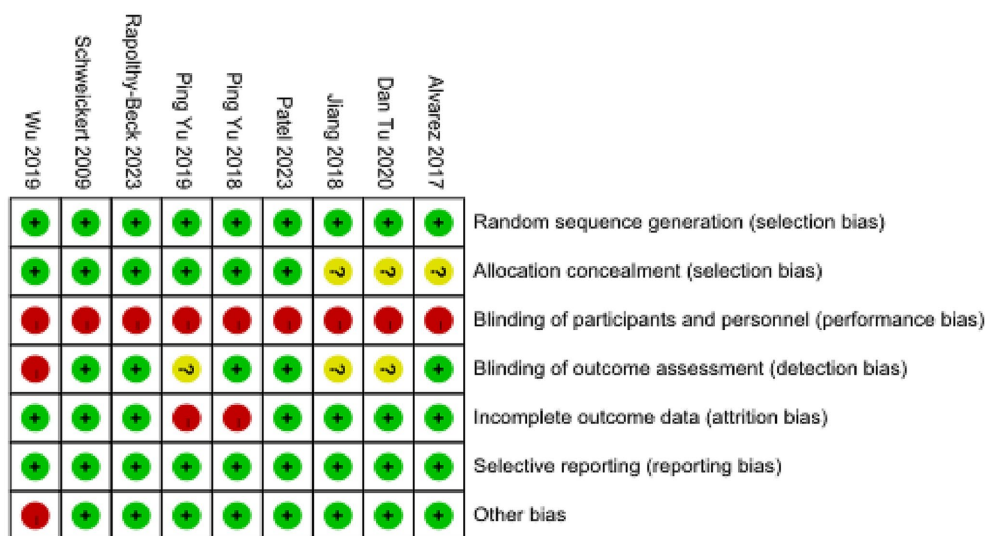 Wu 2019
Schweickert 2009
Rapolthy-Beck 2023
Ping Yu 2019
Ping Yu 2018
Patel 2023
Jiang 2018
Dan Tu 2020
Alvarez 2017
+ + + + + + + + + Random sequence generation (selection bias)
+ + + + + + ? ? ? Allocation concealment (selection bias)
- - - - - - - - - Blinding of participants and personnel (performance bias)
- + + ? + + ? ? + Blinding of outcome assessment (detection bias)
+ + + - - + + + + Incomplete outcome data (attrition bias)
+ + + + + + + + + Selective reporting (reporting bias)
- + + + + + + + + Other bias